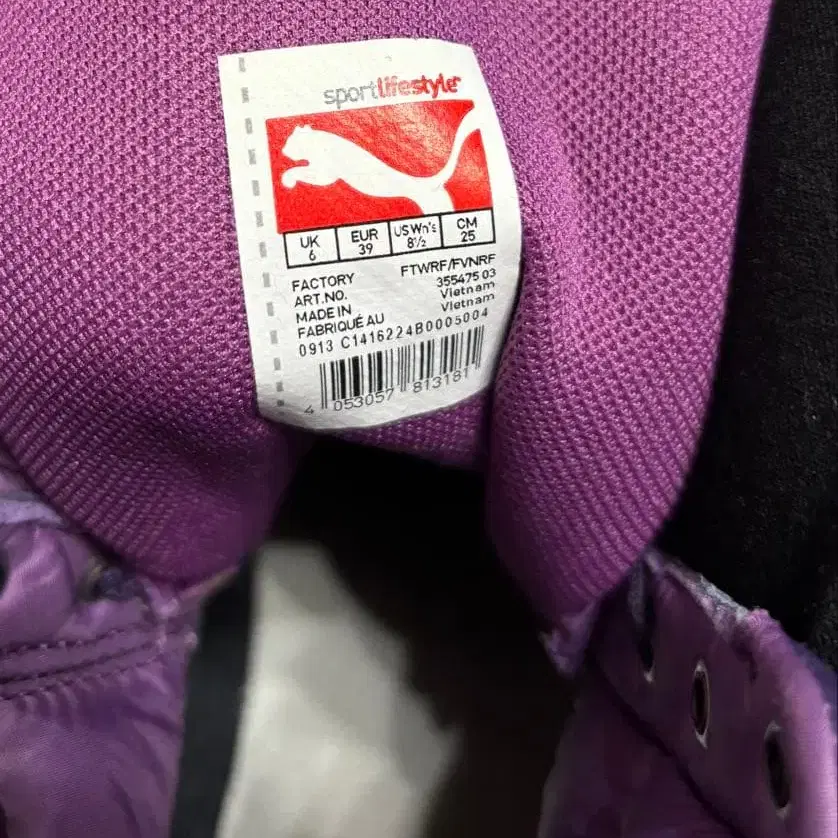 sportlifestyle®
UK EUR US Wn's CM
6 39 8½ 25
FACTORY FTWRF/FVNRF
ART.NO. 355475 03
MADE IN Vietnam
FABRIQUÉ AU Vietnam
0913 C1416224B0005004
4 053057 813181